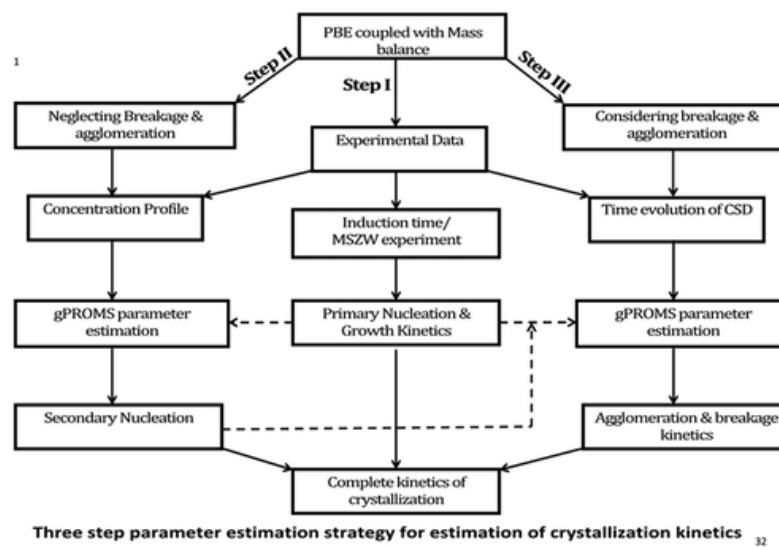 PBE coupled with Mass
balance
1
Step II
Step I
Step III
Neglecting Breakage &
agglomeration
Experimental Data
Considering breakage &
agglomeration
Concentration Profile
Induction time/
MSZW experiment
Time evolution of CSD
gPROMS parameter
estimation
Primary Nucleation &
Growth Kinetics
gPROMS parameter
estimation
Secondary Nucleation
Agglomeration & breakage
kinetics
Complete kinetics of
crystallization
Three step parameter estimation strategy for estimation of crystallization kinetics
32